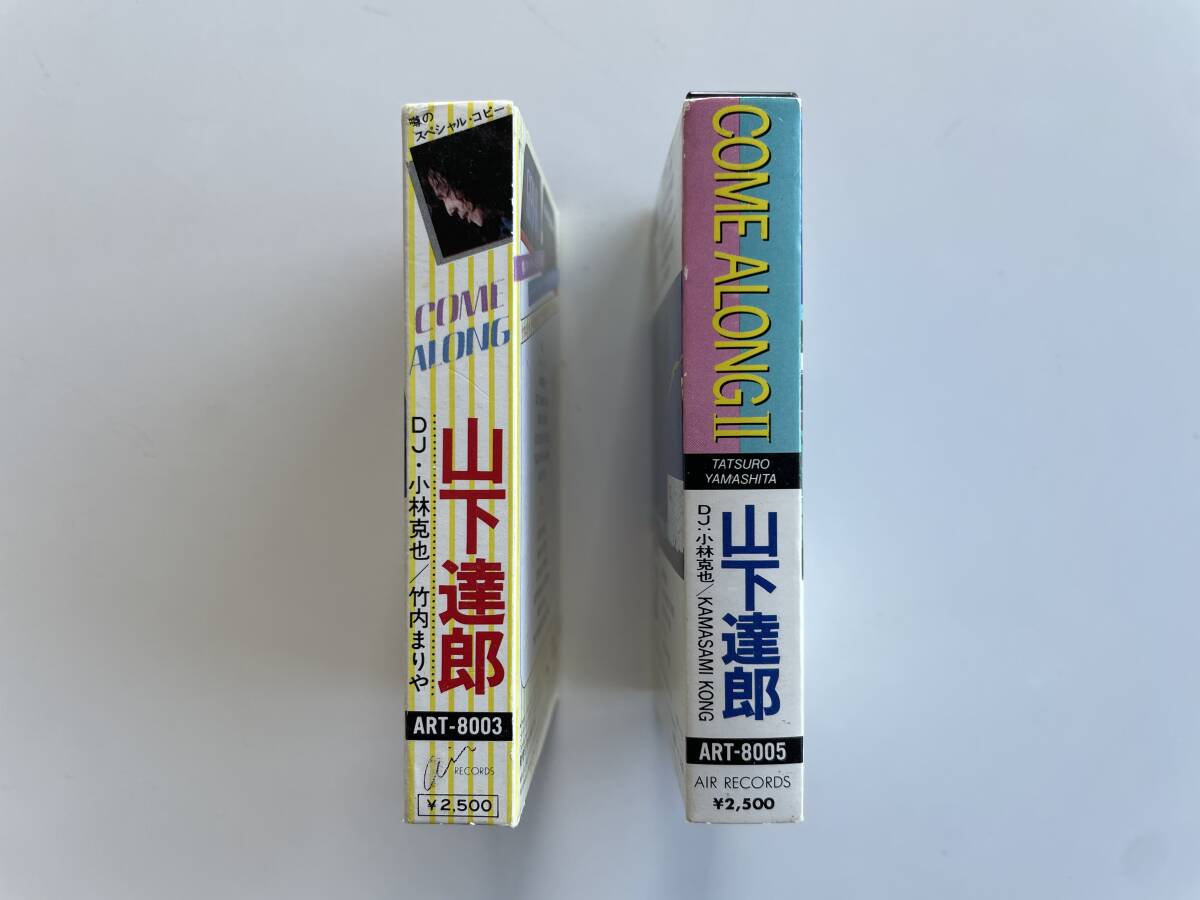 噂の
スペシャル・コピー
COME
ALONG
山下達郎
DJ・小林克也／竹内まりや
ART-8003
air RECORDS
¥2,500
COME ALONG II
TATSURO
YAMASHITA
山下達郎
DJ:小林克也/KAMASAMI KONG
ART-8005
AIR RECORDS
¥2,500